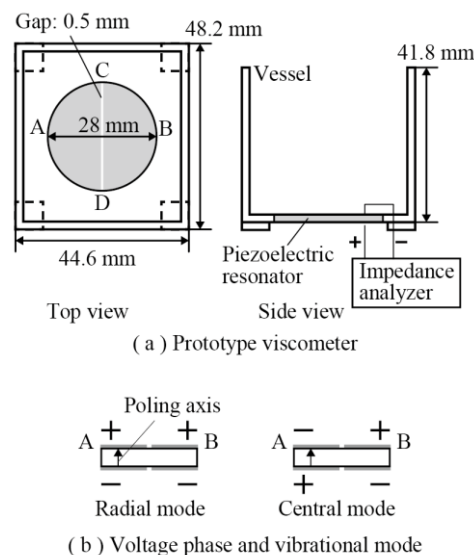 Gap: 0.5 mm
48.2 mm
C
A
28 mm
B
D
44.6 mm
Top view
Vessel
41.8 mm
Piezoelectric
resonator
+
−
Impedance
analyzer
Side view
( a ) Prototype viscometer
Poling axis
+ +
A B
− −
Radial mode
− +
A B
+ −
Central mode
( b ) Voltage phase and vibrational mode